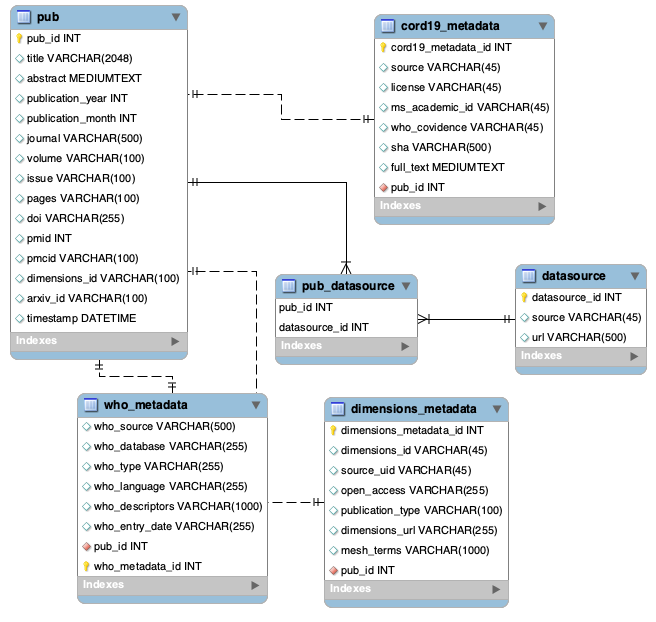 pub
pub_id INT
title VARCHAR(2048)
abstract MEDIUMTEXT
publication_year INT
publication_month INT
journal VARCHAR(500)
volume VARCHAR(100)
issue VARCHAR(100)
pages VARCHAR(100)
doi VARCHAR(255)
pmid INT
pmcid VARCHAR(100)
dimensions_id VARCHAR(100)
arxiv_id VARCHAR(100)
timestamp DATETIME
Indexes
cord19_metadata
cord19_metadata_id INT
source VARCHAR(45)
license VARCHAR(45)
ms_academic_id VARCHAR(45)
who_covidence VARCHAR(45)
sha VARCHAR(500)
full_text MEDIUMTEXT
pub_id INT
Indexes
pub_datasource
pub_id INT
datasource_id INT
Indexes
datasource
datasource_id INT
source VARCHAR(45)
url VARCHAR(500)
Indexes
who_metadata
who_source VARCHAR(500)
who_database VARCHAR(255)
who_type VARCHAR(255)
who_language VARCHAR(255)
who_descriptors VARCHAR(1000)
who_entry_date VARCHAR(255)
pub_id INT
who_metadata_id INT
Indexes
dimensions_metadata
dimensions_metadata_id INT
dimensions_id VARCHAR(45)
source_uid VARCHAR(45)
open_access VARCHAR(255)
publication_type VARCHAR(100)
dimensions_url VARCHAR(255)
mesh_terms VARCHAR(1000)
pub_id INT
Indexes